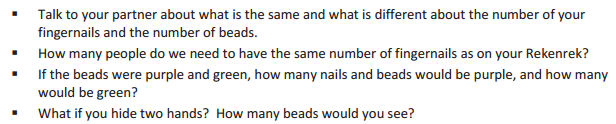 ▪ Talk to your partner about what is the same and what is different about the number of your
fingernails and the number of beads.
▪ How many people do we need to have the same number of fingernails as on your Rekenrek?
▪ If the beads were purple and green, how many nails and beads would be purple, and how many
would be green?
▪ What if you hide two hands?  How many beads would you see?